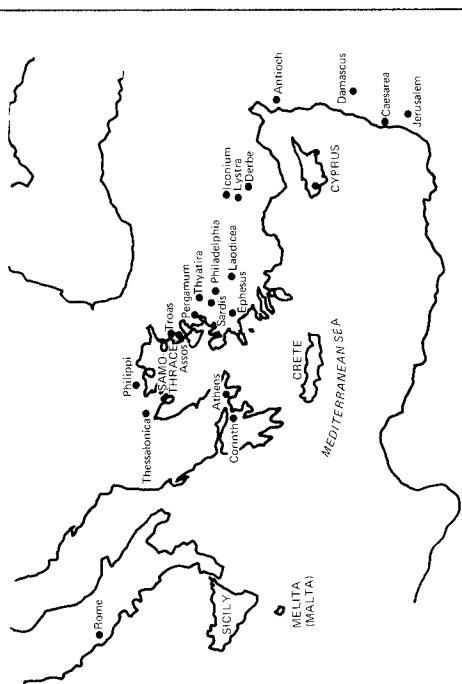 Rome
SICILY
MELITA
(MALTA)
Thessalonica
Philippi
SAMO-
THRACE
Troas
Assos
Pergamum
Thyatira
Sardis
Philadelphia
Laodicea
Ephesus
Athens
Corinth
CRETE
MEDITERRANEAN SEA
Iconium
Lystra
Derbe
CYPRUS
Antioch
Damascus
Caesarea
Jerusalem